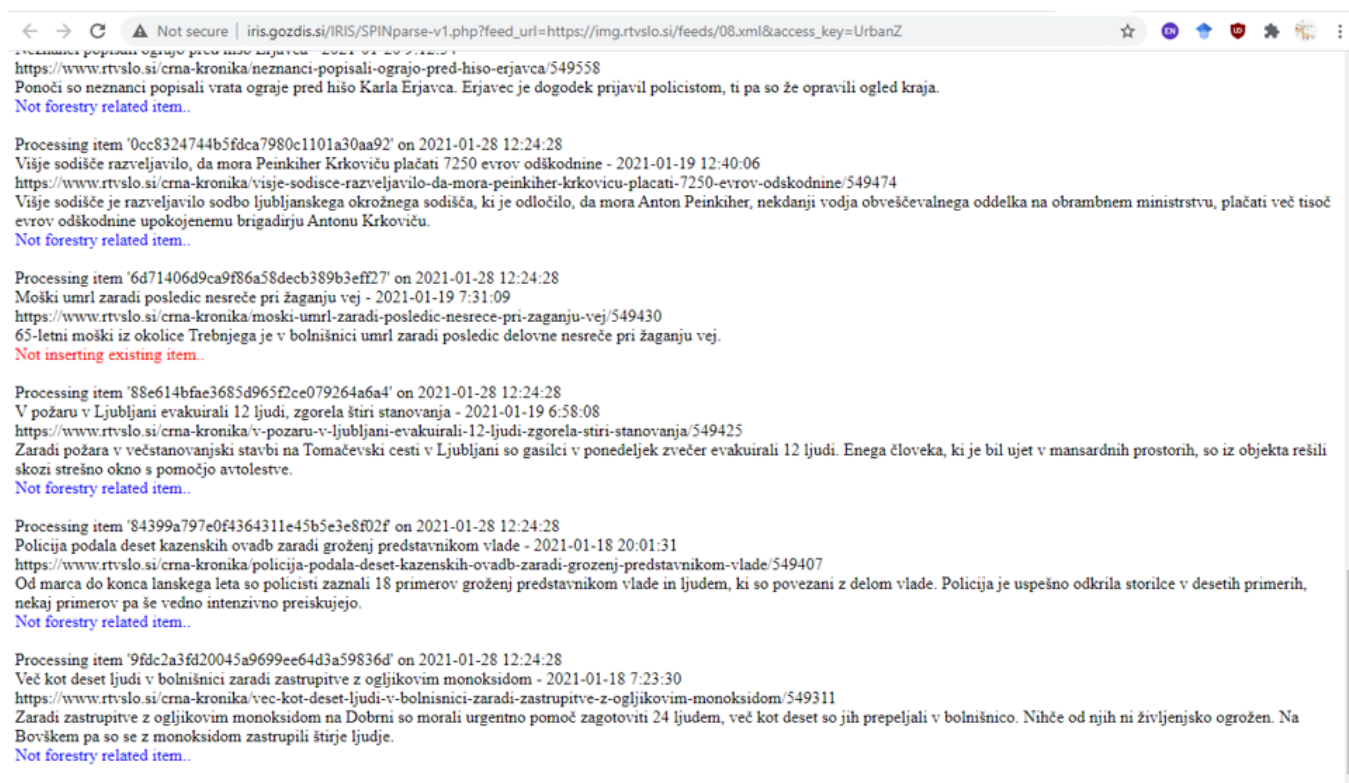 Not secure | iris.gozdis.si/IRIS/SPINparse-v1.php?feed_url=https://img.rtvslo.si/feeds/08.xml&access_key=UrbanZ
EN
UD
Neznanci popisali ograjo pred hišo Erjavca - 2021-01-20 9:12:54
https://www.rtvslo.si/crna-kronika/neznanci-popisali-ograjo-pred-hiso-erjavca/549558
Ponoči so neznanci popisali vrata ograje pred hišo Karla Erjavca. Erjavec je dogodek prijavil policistom, ti pa so že opravili ogled kraja.
Not forestry related item..
Processing item '0cc8324744b5fdca7980c1101a30aa92' on 2021-01-28 12:24:28
Višje sodišče razveljavilo, da mora Peinkiher Krkoviču plačati 7250 evrov odškodnine - 2021-01-19 12:40:06
https://www.rtvslo.si/crna-kronika/visje-sodisce-razveljavilo-da-mora-peinkiher-krkovicu-placati-7250-evrov-odskodnine/549474
Višje sodišče je razveljavilo sodbo ljubljanskega okrožnega sodišča, ki je odločilo, da mora Anton Peinkiher, nekdanji vodja obveščevalnega oddelka na obrambnem ministrstvu, plačati več tisoč
evrov odškodnine upokojenemu brigadirju Antonu Krkoviču.
Not forestry related item..
Processing item '6d71406d9ca9f86a58decb389b3eff27' on 2021-01-28 12:24:28
Moški umrl zaradi posledic nesreče pri žaganju vej - 2021-01-19 7:31:09
https://www.rtvslo.si/crna-kronika/moski-umrl-zaradi-posledic-nesrece-pri-zaganju-vej/549430
65-letni moški iz okolice Trebnjega je v bolnišnici umrl zaradi posledic delovne nesreče pri žaganju vej.
Not inserting existing item..
Processing item '88e614bfae3685d965f2ce079264a6a4' on 2021-01-28 12:24:28
V požaru v Ljubljani evakuirali 12 ljudi, zgorela štiri stanovanja - 2021-01-19 6:58:08
https://www.rtvslo.si/crna-kronika/v-pozaru-v-ljubljani-evakuirali-12-ljudi-zgorela-stiri-stanovanja/549425
Zaradi požara v večstanovanjski stavbi na Tomačevski cesti v Ljubljani so gasilci v ponedeljek zvečer evakuirali 12 ljudi. Enega človeka, ki je bil ujet v mansardnih prostorih, so iz objekta rešili
skozi strešno okno s pomočjo avtolestve.
Not forestry related item..
Processing item '84399a797e0f4364311e45b5e3e8f02f' on 2021-01-28 12:24:28
Policija podala deset kazenskih ovadb zaradi groženj predstavnikom vlade - 2021-01-18 20:01:31
https://www.rtvslo.si/crna-kronika/policija-podala-deset-kazenskih-ovadb-zaradi-grozenj-predstavnikom-vlade/549407
Od marca do konca lanskega leta so policisti zaznali 18 primerov groženj predstavnikom vlade in ljudem, ki so povezani z delom vlade. Policija je uspešno odkrila storilce v desetih primerih,
nekaj primerov pa še vedno intenzivno preiskujejo.
Not forestry related item..
Processing item '9fdc2a3fd20045a9699ee64d3a59836d' on 2021-01-28 12:24:28
Več kot deset ljudi v bolnišnici zaradi zastrupitve z ogljikovim monoksidom - 2021-01-18 7:23:30
https://www.rtvslo.si/crna-kronika/vec-kot-deset-ljudi-v-bolnisnici-zaradi-zastrupitve-z-ogljikovim-monoksidom/549311
Zaradi zastrupitve z ogljikovim monoksidom na Dobrni so morali urgentno pomoč zagotoviti 24 ljudem, več kot deset so jih prepeljali v bolnišnico. Nihče od njih ni življenjsko ogrožen. Na
Bovškem pa so se z monoksidom zastrupili štirje ljudje.
Not forestry related item..